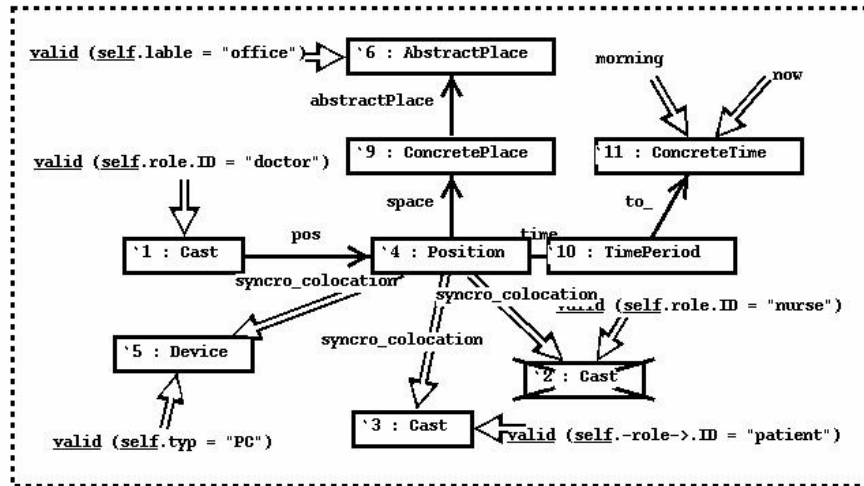 valid (self.lable = "office")
`6 : AbstractPlace
morning
now
abstractPlace
valid (self.role.ID = "doctor")
`9 : ConcretePlace
`11 : ConcreteTime
space
to_
pos
time
`1 : Cast
`4 : Position
`10 : TimePeriod
syncro_colocation
syncro_colocation
valid (self.role.ID = "nurse")
syncro_colocation
`5 : Device
`2 : Cast
`3 : Cast
valid (self.typ = "PC")
valid (self.-role->.ID = "patient")